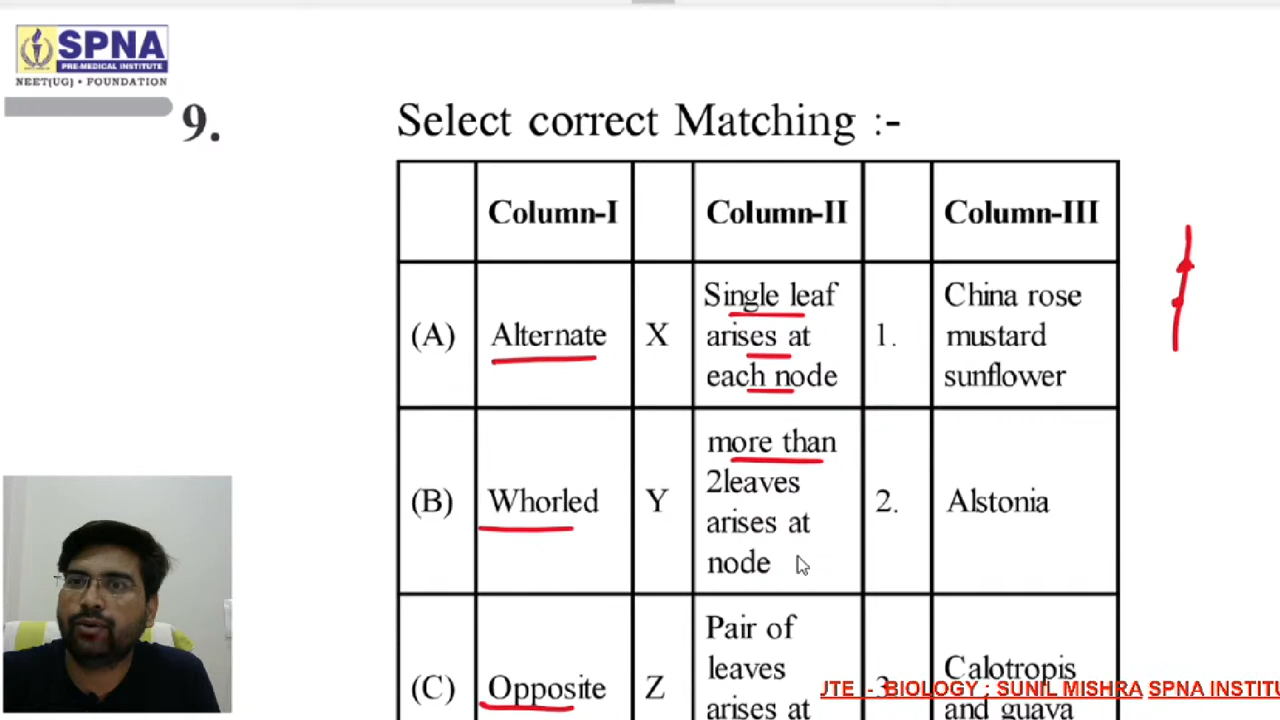 SPNA
PRE-MEDICAL INSTITUTE
NEET(UG) • FOUNDATION
9.
Select correct Matching :-
Column-I
Column-II
Column-III
(A)
Alternate
X
Single leaf
arises at
each node
1.
China rose
mustard
sunflower
(B)
Whorled
Y
more than
2leaves
arises at
node
2.
Alstonia
(C)
Opposite
Z
Pair of
leaves
arises at
3.
Calotropis
and guava
UTE - BIOLOGY ; SUNIL MISHRA SPNA INSTITU